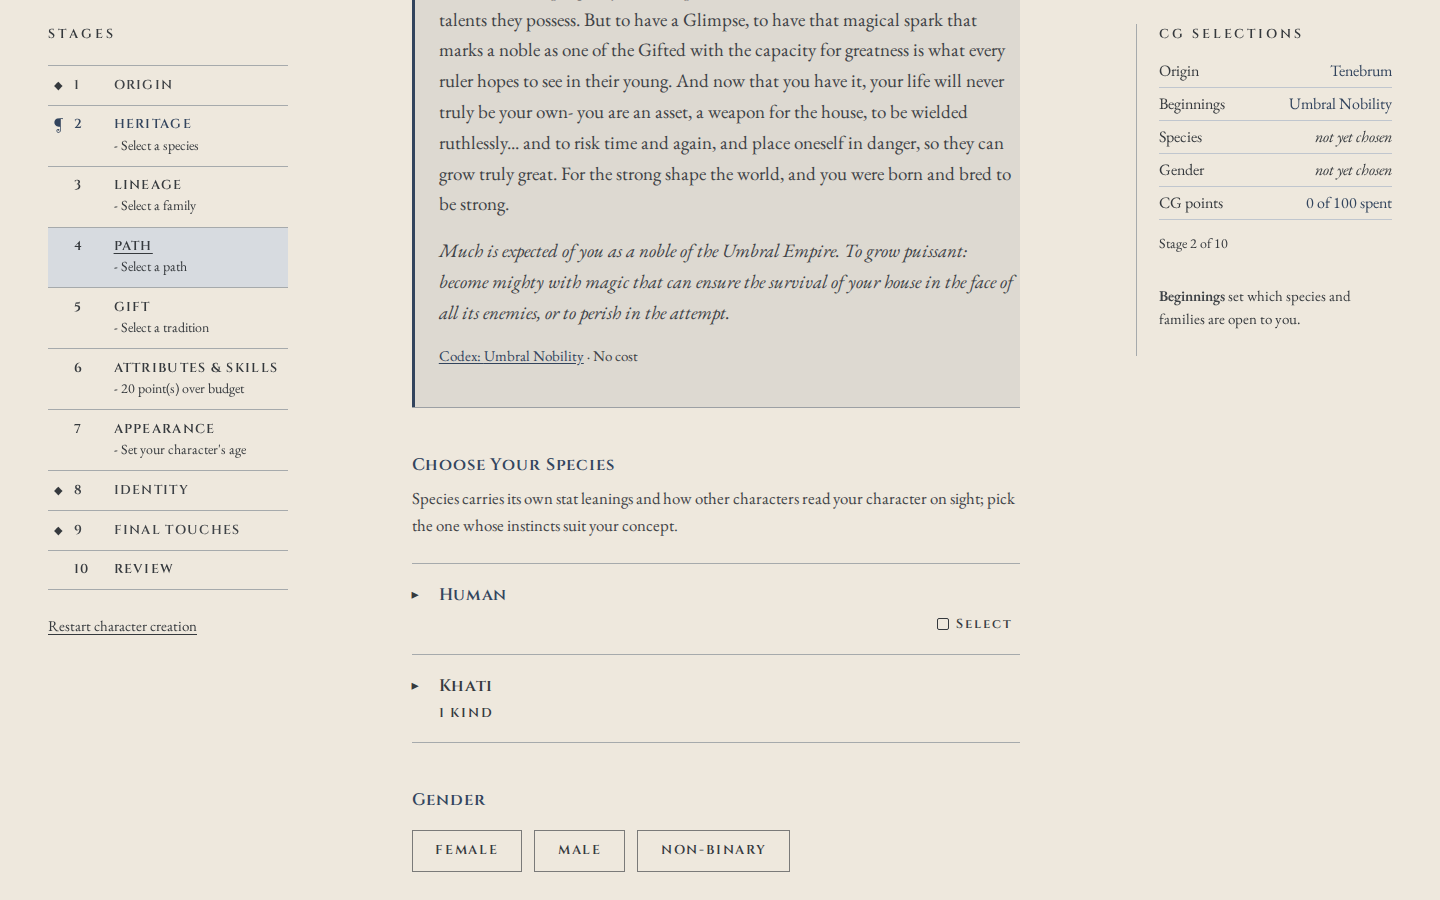 STAGES
◆ 1 ORIGIN
¶ 2 HERITAGE
- Select a species
3 LINEAGE
- Select a family
4 PATH
- Select a path
5 GIFT
- Select a tradition
6 ATTRIBUTES & SKILLS
- 20 point(s) over budget
7 APPEARANCE
- Set your character's age
◆ 8 IDENTITY
◆ 9 FINAL TOUCHES
10 REVIEW
Restart character creation
talents they possess. But to have a Glimpse, to have that magical spark that
marks a noble as one of the Gifted with the capacity for greatness is what every
ruler hopes to see in their young. And now that you have it, your life will never
truly be your own- you are an asset, a weapon for the house, to be wielded
ruthlessly... and to risk time and again, and place oneself in danger, so they can
grow truly great. For the strong shape the world, and you were born and bred to
be strong.
Much is expected of you as a noble of the Umbral Empire. To grow puissant:
become mighty with magic that can ensure the survival of your house in the face of
all its enemies, or to perish in the attempt.
Codex: Umbral Nobility · No cost
Choose Your Species
Species carries its own stat leanings and how other characters read your character on sight; pick
the one whose instincts suit your concept.
▸ Human
Select
▸ Khati
1 KIND
Gender
FEMALE MALE NON-BINARY
CG SELECTIONS
Origin Tenebrum
Beginnings Umbral Nobility
Species not yet chosen
Gender not yet chosen
CG points 0 of 100 spent
Stage 2 of 10
Beginnings set which species and
families are open to you.